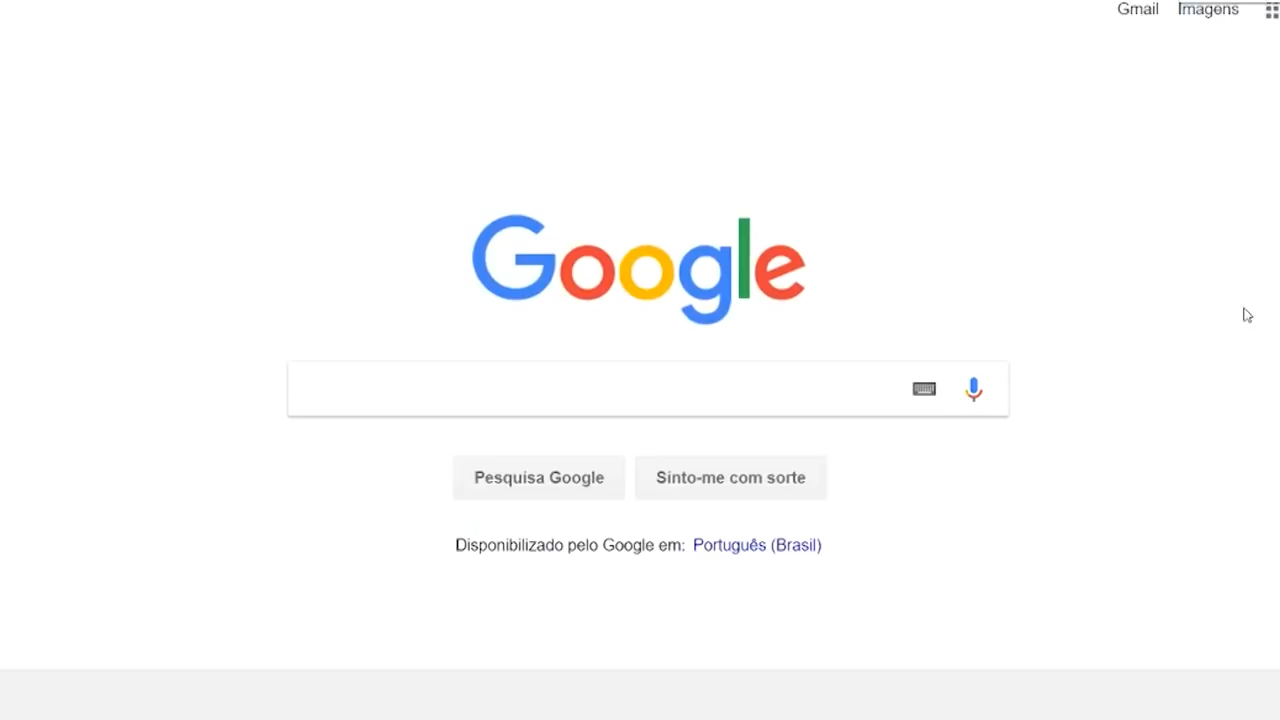 Gmail Imagens
Google
Pesquisa Google Sinto-me com sorte
Disponibilizado pelo Google em: Português (Brasil)